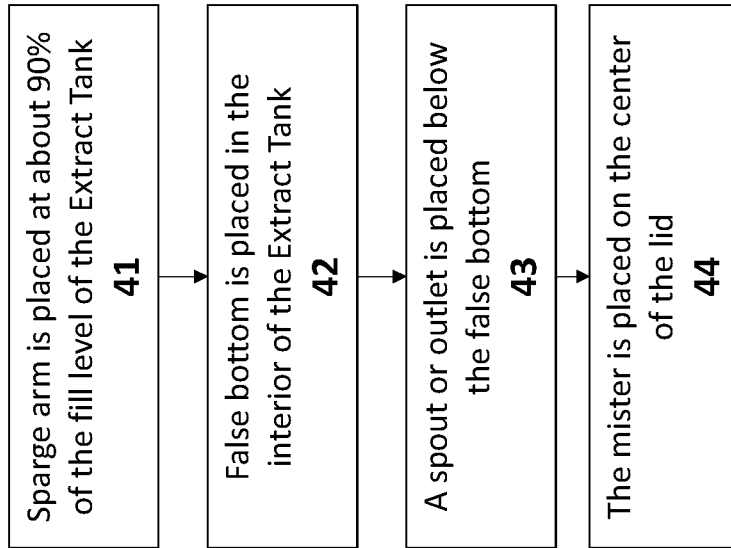 Sparge arm is placed at about 90%
of the fill level of the Extract Tank
41
False bottom is placed in the
interior of the Extract Tank
42
A spout or outlet is placed below
the false bottom
43
The mister is placed on the center
of the lid
44